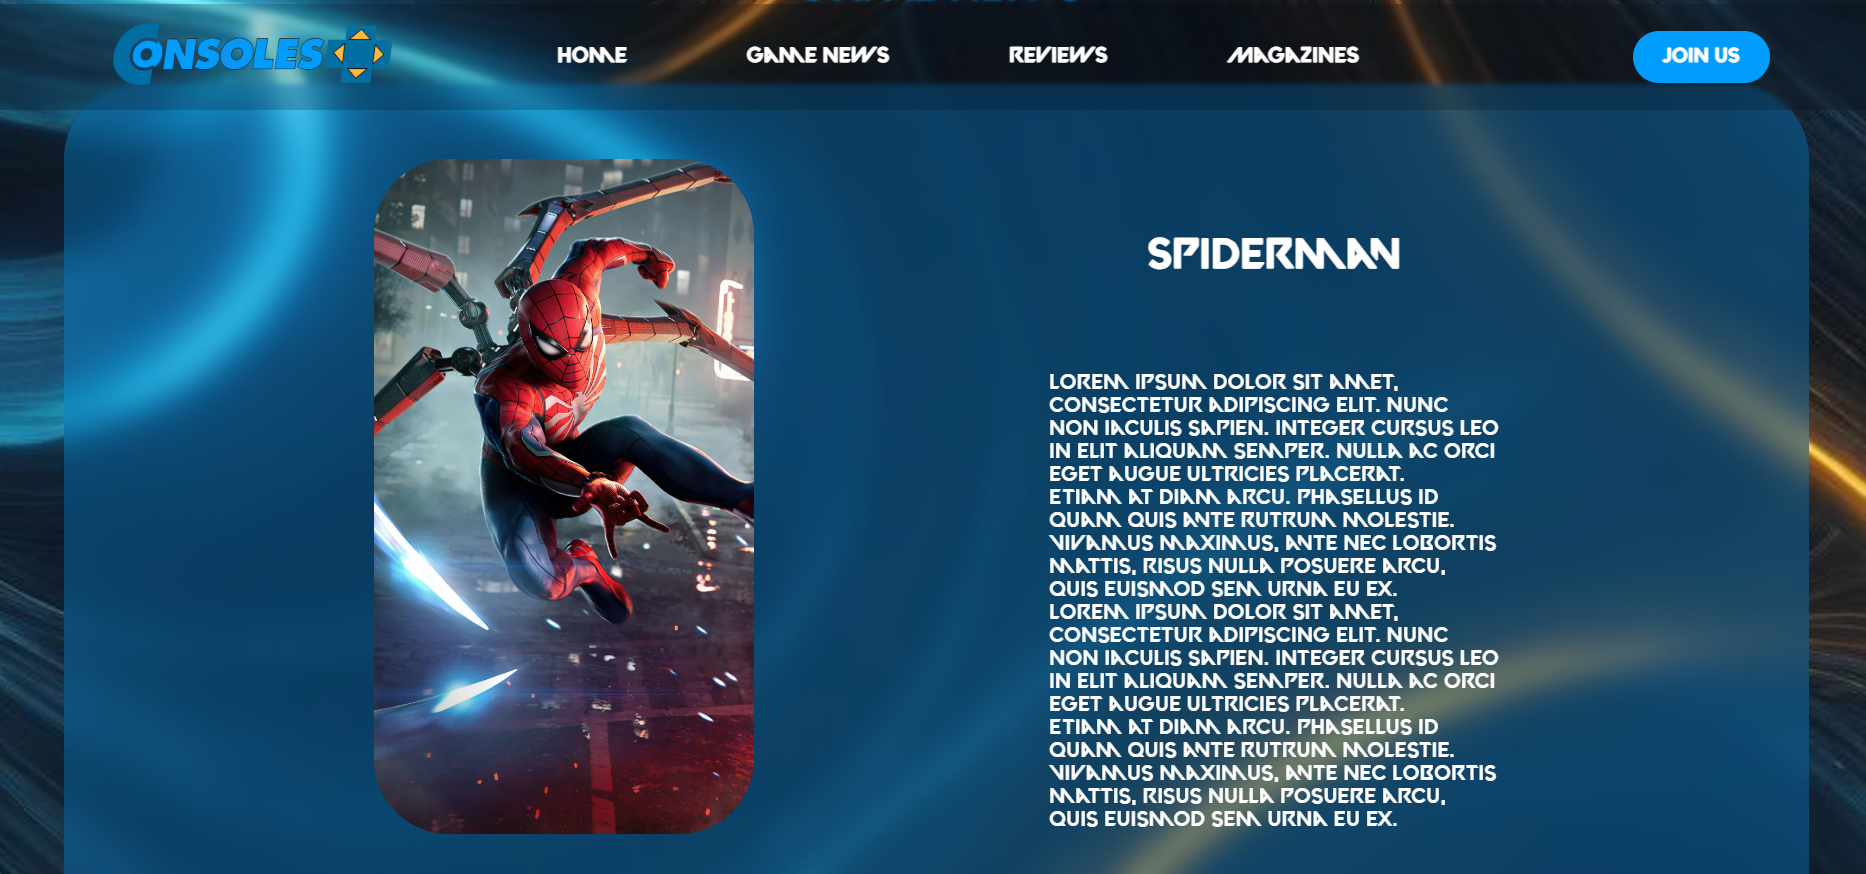 CONSOLES
HOME
GAME NEWS
REVIEWS
MAGAZINES
JOIN US
SPIDERMAN
LOREM IPSUM DOLOR SIT AMET,
CONSECTETUR ADIPISCING ELIT. NUNC
NON IACULIS SAPIEN. INTEGER CURSUS LEO
IN ELIT ALIQUAM SEMPER. NULLA AC ORCI
EGET AUGUE ULTRICIES PLACERAT.
ETIAM AT DIAM ARCU. PHASELLUS ID
QUAM QUIS ANTE RUTRUM MOLESTIE.
VIVAMUS MAXIMUS, ANTE NEC LOBORTIS
MATTIS, RISUS NULLA POSUERE ARCU,
QUIS EUISMOD SEM URNA EU EX.
LOREM IPSUM DOLOR SIT AMET,
CONSECTETUR ADIPISCING ELIT. NUNC
NON IACULIS SAPIEN. INTEGER CURSUS LEO
IN ELIT ALIQUAM SEMPER. NULLA AC ORCI
EGET AUGUE ULTRICIES PLACERAT.
ETIAM AT DIAM ARCU. PHASELLUS ID
QUAM QUIS ANTE RUTRUM MOLESTIE.
VIVAMUS MAXIMUS, ANTE NEC LOBORTIS
MATTIS, RISUS NULLA POSUERE ARCU,
QUIS EUISMOD SEM URNA EU EX.